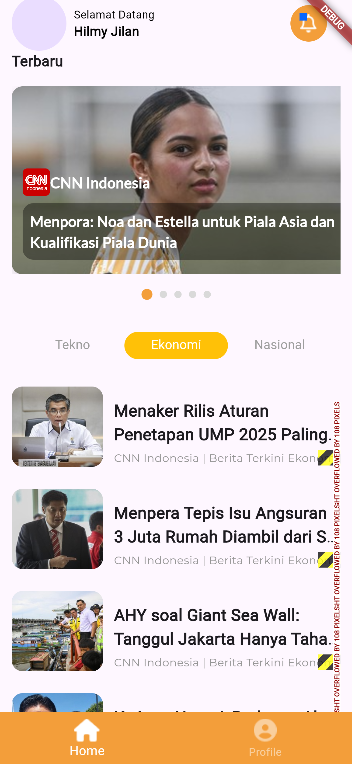 Selamat Datang
Hilmy Jilan
DEBUG
Terbaru
CNN
Indonesia
CNN Indonesia
Menpora: Noa dan Estella untuk Piala Asia dan
Kualifikasi Piala Dunia
Tekno
Ekonomi
Nasional
Menaker Rilis Aturan
Penetapan UMP 2025 Paling..
CNN Indonesia | Berita Terkini Ekon
Menpera Tepis Isu Angsuran
3 Juta Rumah Diambil dari S...
CNN Indonesia | Berita Terkini Ekon
AHY soal Giant Sea Wall:
Tanggul Jakarta Hanya Taha..
CNN Indonesia | Berita Terkini Ekon
RIGHT OVERFLOWED BY 108 PIXELS
RIGHT OVERFLOWED BY 108 PIXELS
RIGHT OVERFLOWED BY 108 PIXELS
Home
Profile